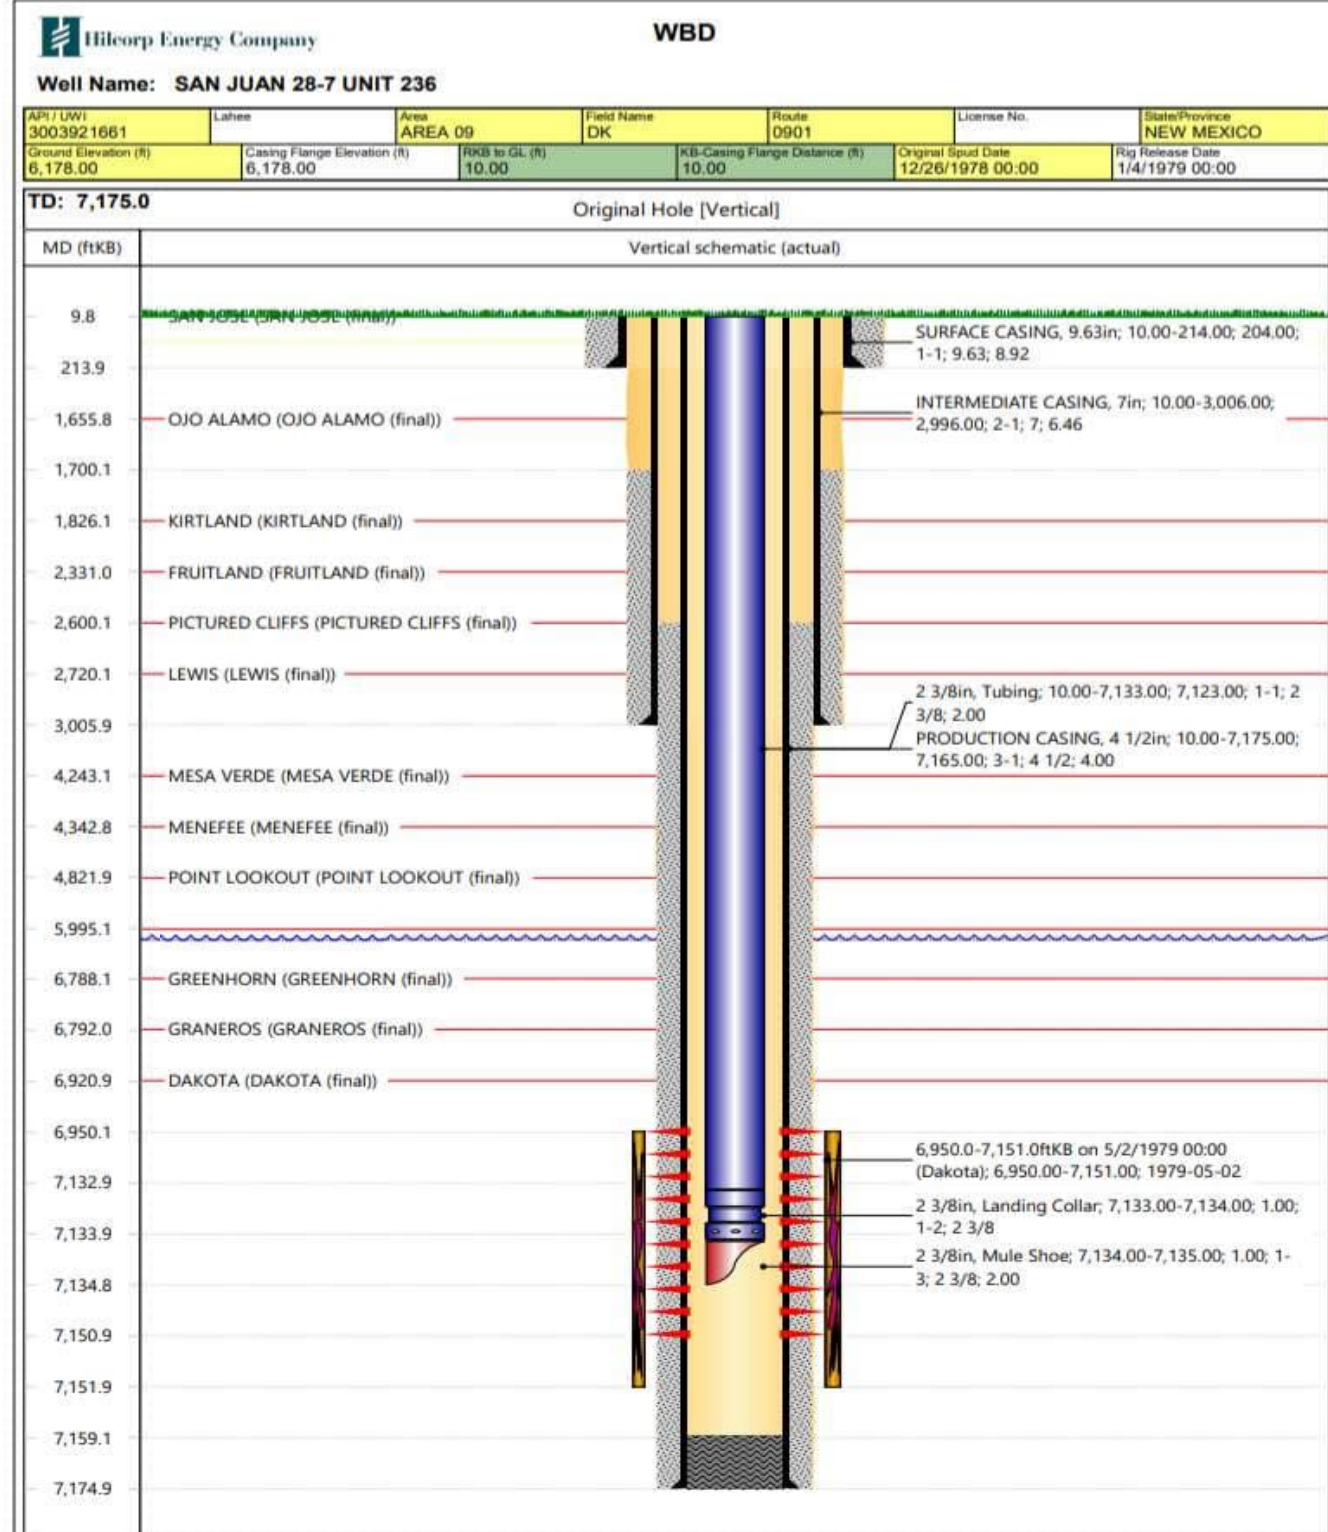 Hilcorp Energy Company
WBD
Well Name: SAN JUAN 28-7 UNIT 236
API / UWI
3003921661
Lahee
Area
AREA 09
Field Name
DK
Route
0901
License No.
State/Province
NEW MEXICO
Ground Elevation (ft)
6,178.00
Casing Flange Elevation (ft)
6,178.00
RKB to GL (ft)
10.00
KB-Casing Flange Distance (ft)
10.00
Original Spud Date
12/26/1978 00:00
Rig Release Date
1/4/1979 00:00
TD: 7,175.0
Original Hole [Vertical]
MD (ftKB)
Vertical schematic (actual)
9.8
SAN JOSE (SAN JOSE (final))
SURFACE CASING, 9.63in; 10.00-214.00; 204.00;
1-1; 9.63; 8.92
213.9
INTERMEDIATE CASING, 7in; 10.00-3,006.00;
2,996.00; 2-1; 7; 6.46
1,655.8
OJO ALAMO (OJO ALAMO (final))
1,700.1
1,826.1
KIRTLAND (KIRTLAND (final))
2,331.0
FRUITLAND (FRUITLAND (final))
2,600.1
PICTURED CLIFFS (PICTURED CLIFFS (final))
2,720.1
LEWIS (LEWIS (final))
2 3/8in, Tubing; 10.00-7,133.00; 7,123.00; 1-1; 2
3/8; 2.00
3,005.9
PRODUCTION CASING, 4 1/2in; 10.00-7,175.00;
7,165.00; 3-1; 4 1/2; 4.00
4,243.1
MESA VERDE (MESA VERDE (final))
4,342.8
MENEFEE (MENEFEE (final))
4,821.9
POINT LOOKOUT (POINT LOOKOUT (final))
5,995.1
6,788.1
GREENHORN (GREENHORN (final))
6,792.0
GRANEROS (GRANEROS (final))
6,920.9
DAKOTA (DAKOTA (final))
6,950.1
6,950.0-7,151.0ftKB on 5/2/1979 00:00
(Dakota); 6,950.00-7,151.00; 1979-05-02
7,132.9
2 3/8in, Landing Collar; 7,133.00-7,134.00; 1.00;
1-2; 2 3/8
7,133.9
2 3/8in, Mule Shoe; 7,134.00-7,135.00; 1.00; 1-
3; 2 3/8; 2.00
7,134.8
7,150.9
7,151.9
7,159.1
7,174.9